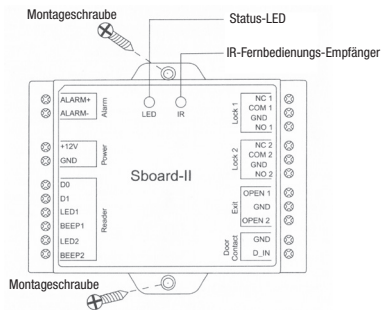 Montageschraube
Status-LED
IR-Fernbedienungs-Empfänger
LED
IR
ALARM+
ALARM-
Alarm
+12V
GND
Power
D0
D1
LED1
BEEP1
LED2
BEEP2
Reader
Sboard-II
NC 1
COM 1
GND
NO 1
Lock 1
NC 2
COM 2
GND
NO 2
Lock 2
OPEN 1
GND
OPEN 2
Exit
GND
D_IN
Door
Contact
Montageschraube